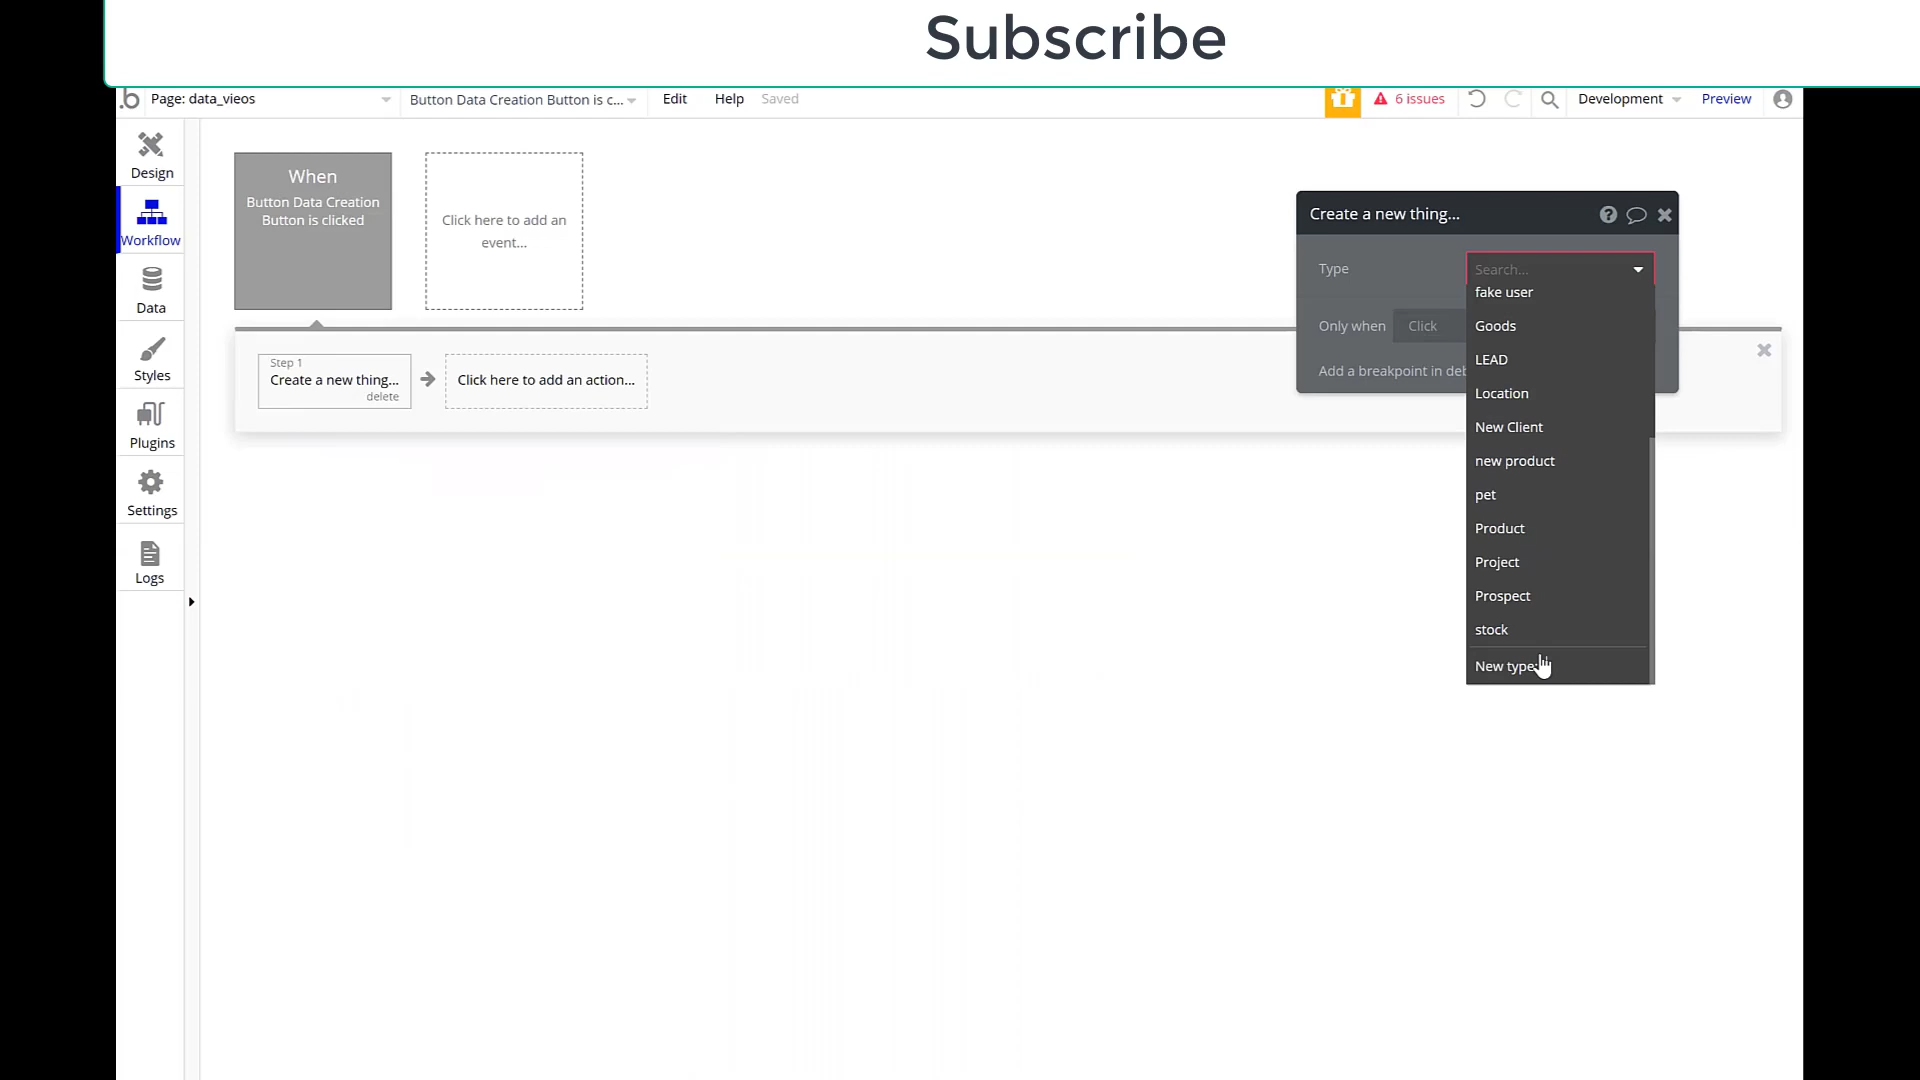 Subscribe
.b
Page: data_vieos
Button Data Creation Button is c...
Edit
Help
Saved
6 issues
Development
Preview
Design
Workflow
Data
Styles
Plugins
Settings
Logs
When
Button Data Creation
Button is clicked
Click here to add an
event...
Step 1
Create a new thing...
delete
Click here to add an action...
Create a new thing...
Type
Search...
Only when
Click
Add a breakpoint in deb
fake user
Goods
LEAD
Location
New Client
new product
pet
Product
Project
Prospect
stock
New type